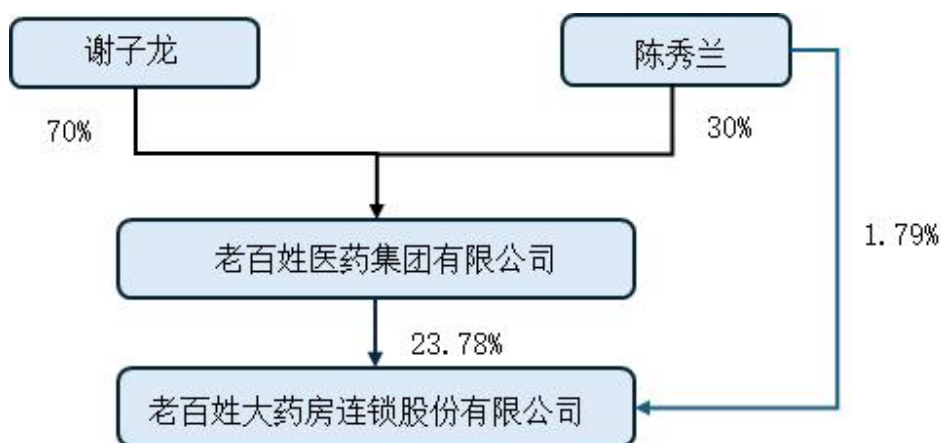 谢子龙
陈秀兰
70%
30%
老百姓医药集团有限公司
1.79%
23.78%
老百姓大药房连锁股份有限公司